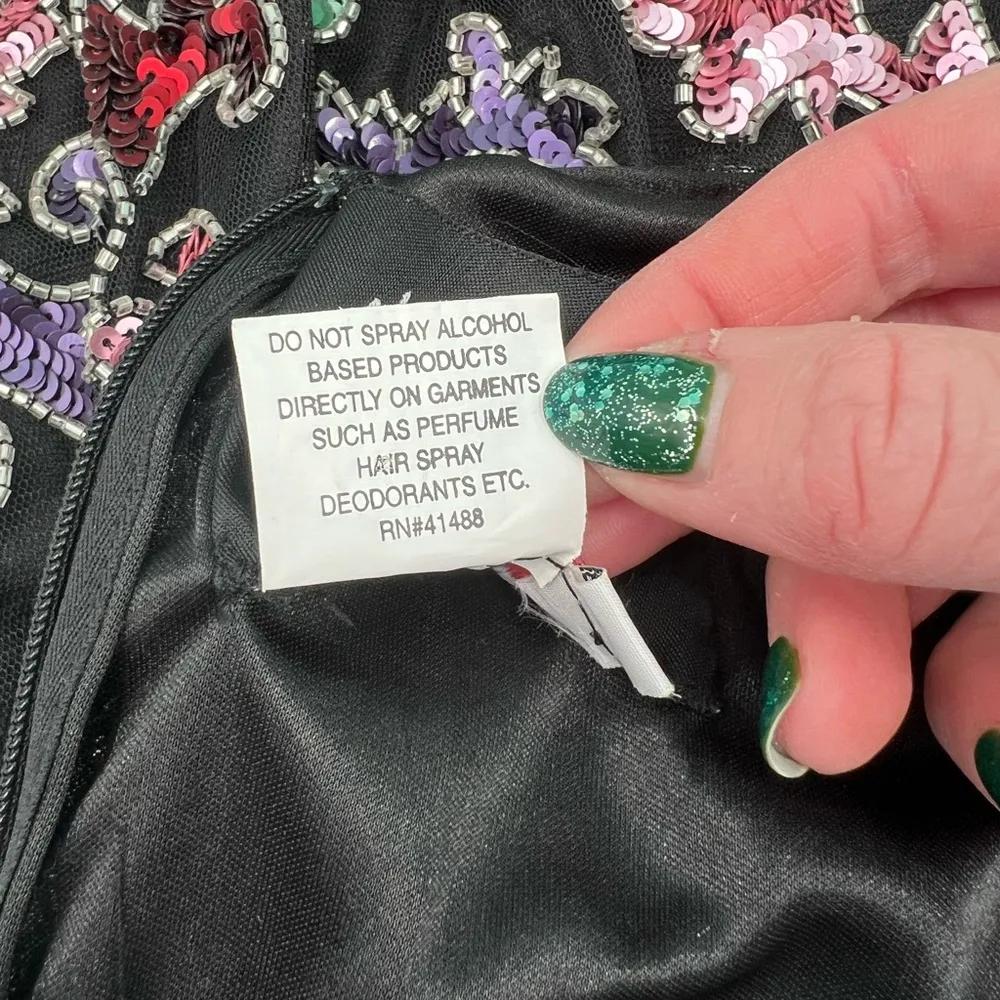 DO NOT SPRAY ALCOHOL
BASED PRODUCTS
DIRECTLY ON GARMENTS
SUCH AS PERFUME
HAIR SPRAY
DEODORANTS ETC.
RN#41488